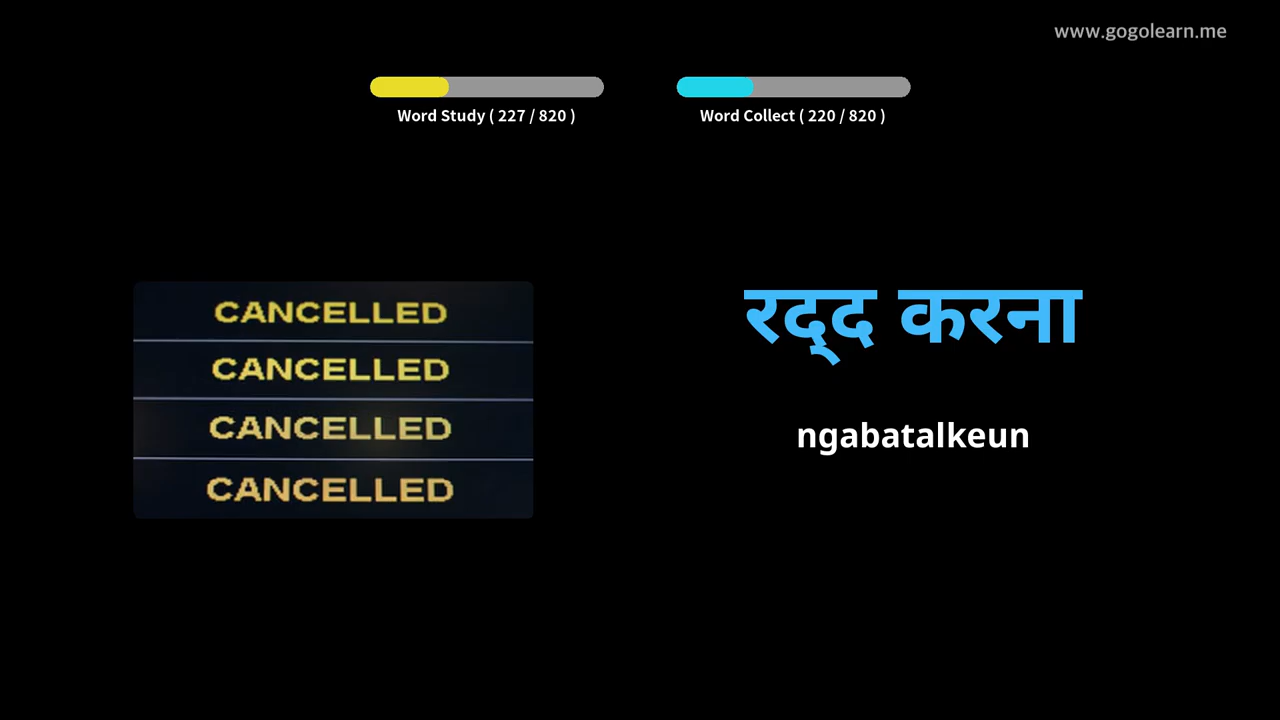 www.gogolearn.me
Word Study ( 227 / 820 )
Word Collect ( 220 / 820 )
CANCELLED
CANCELLED
CANCELLED
CANCELLED
रद्द करना
ngabatalkeun